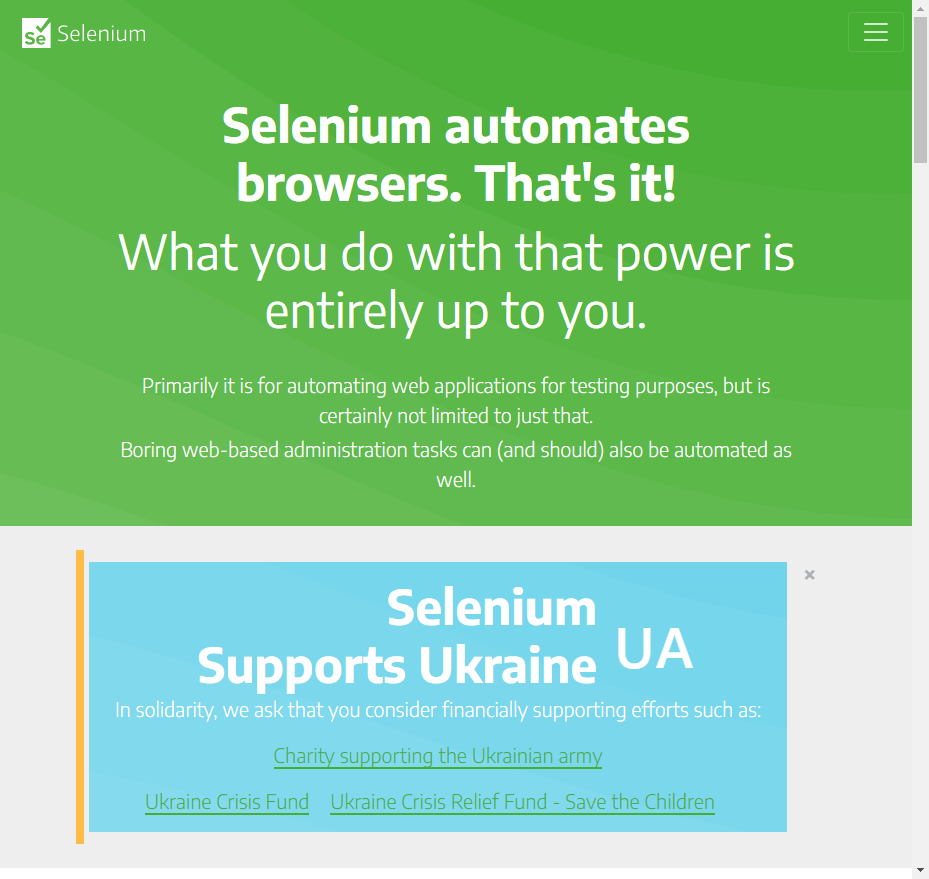 Se Selenium
Selenium automates
browsers. That's it!
What you do with that power is
entirely up to you.
Primarily it is for automating web applications for testing purposes, but is
certainly not limited to just that.
Boring web-based administration tasks can (and should) also be automated as
well.
×
Selenium
Supports Ukraine
UA
In solidarity, we ask that you consider financially supporting efforts such as:
Charity supporting the Ukrainian army
Ukraine Crisis Fund Ukraine Crisis Relief Fund - Save the Children